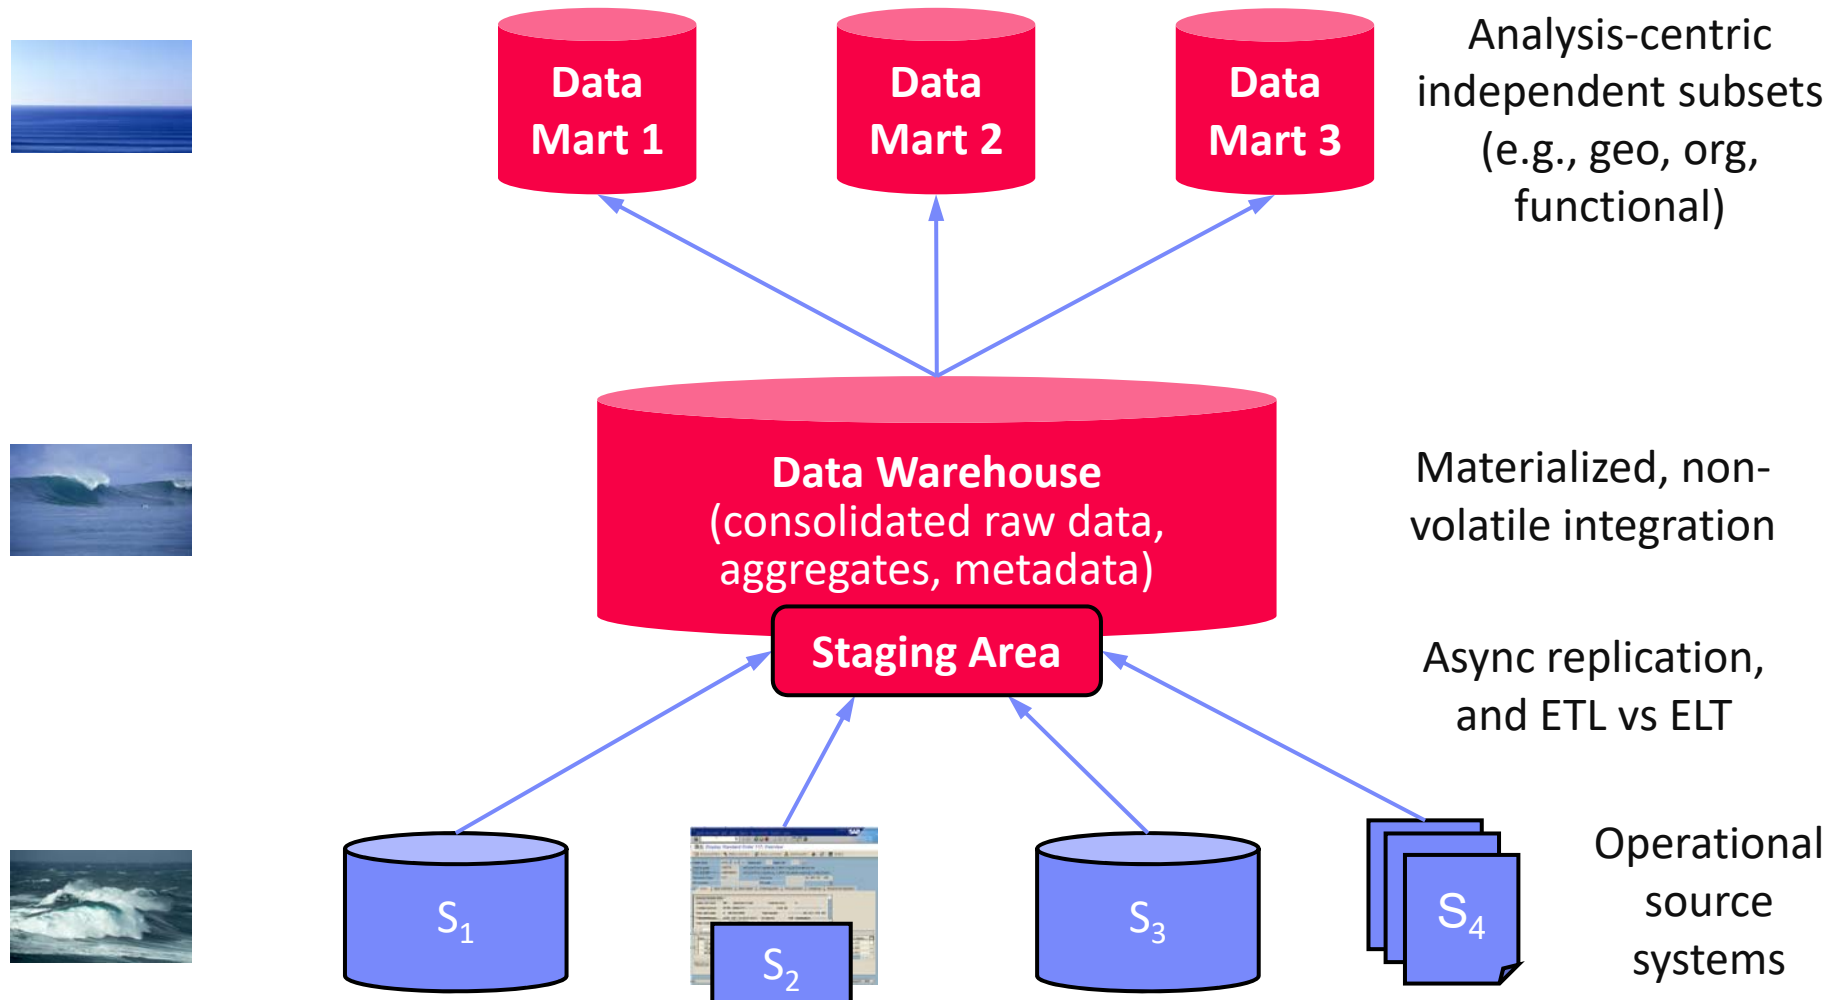 Data
Mart 1
Data
Mart 2
Data
Mart 3
Analysis-centric
independent subsets
(e.g., geo, org,
functional)
Data Warehouse
(consolidated raw data,
aggregates, metadata)
Materialized, non-
volatile integration
Staging Area
Async replication,
and ETL vs ELT
S₁
S₂
S₃
S₄
Operational
source
systems